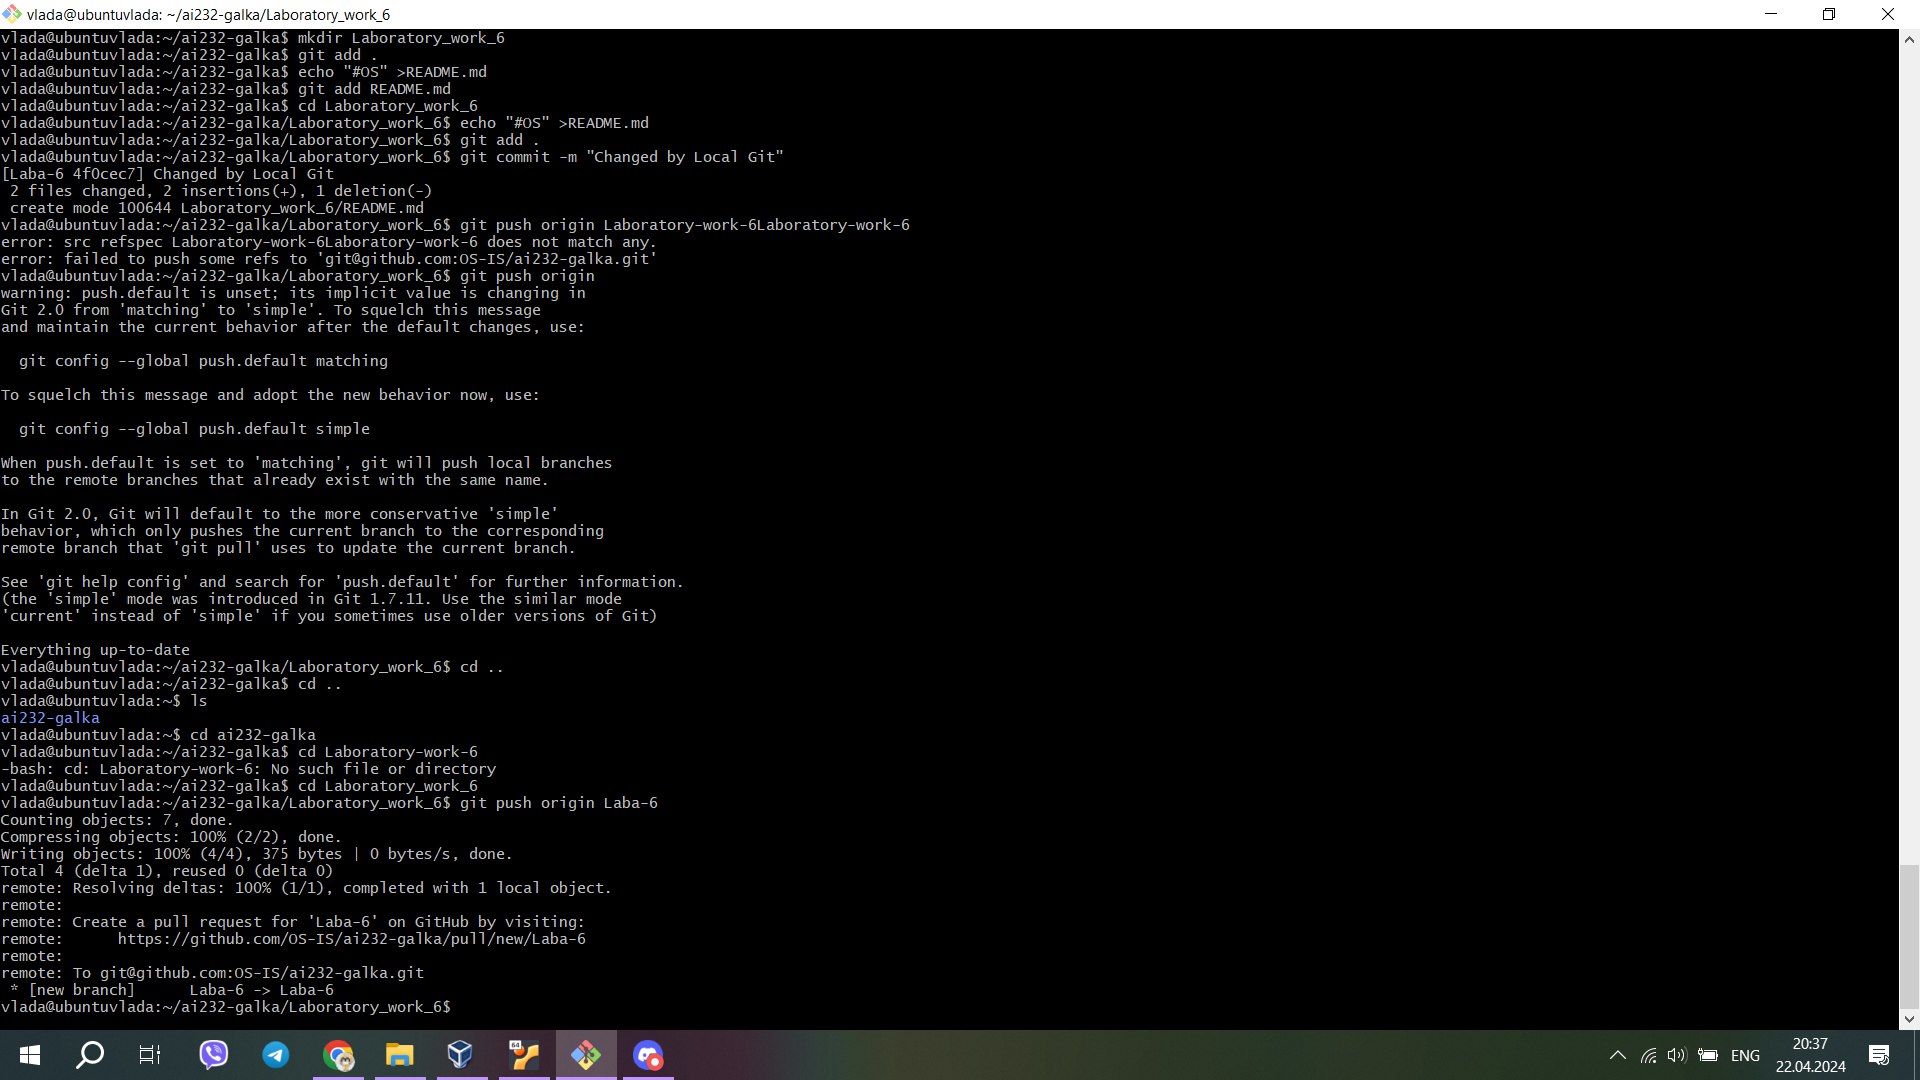 vlada@ubuntuvlada: ~/ai232-galka/Laboratory_work_6
vlada@ubuntuvlada:~/ai232-galka$ mkdir Laboratory_work_6
vlada@ubuntuvlada:~/ai232-galka$ git add .
vlada@ubuntuvlada:~/ai232-galka$ echo "#OS" >README.md
vlada@ubuntuvlada:~/ai232-galka$ git add README.md
vlada@ubuntuvlada:~/ai232-galka$ cd Laboratory_work_6
vlada@ubuntuvlada:~/ai232-galka/Laboratory_work_6$ echo "#OS" >README.md
vlada@ubuntuvlada:~/ai232-galka/Laboratory_work_6$ git add .
vlada@ubuntuvlada:~/ai232-galka/Laboratory_work_6$ git commit -m "Changed by Local Git"
[Laba-6 4f0cec7] Changed by Local Git
 2 files changed, 2 insertions(+), 1 deletion(-)
 create mode 100644 Laboratory_work_6/README.md
vlada@ubuntuvlada:~/ai232-galka/Laboratory_work_6$ git push origin Laboratory-work-6Laboratory-work-6
error: src refspec Laboratory-work-6Laboratory-work-6 does not match any.
error: failed to push some refs to 'git@github.com:OS-IS/ai232-galka.git'
vlada@ubuntuvlada:~/ai232-galka/Laboratory_work_6$ git push origin
warning: push.default is unset; its implicit value is changing in
Git 2.0 from 'matching' to 'simple'. To squelch this message
and maintain the current behavior after the default changes, use:

  git config --global push.default matching

To squelch this message and adopt the new behavior now, use:

  git config --global push.default simple

When push.default is set to 'matching', git will push local branches
to the remote branches that already exist with the same name.

In Git 2.0, Git will default to the more conservative 'simple'
behavior, which only pushes the current branch to the corresponding
remote branch that 'git pull' uses to update the current branch.

See 'git help config' and search for 'push.default' for further information.
(the 'simple' mode was introduced in Git 1.7.11. Use the similar mode
'current' instead of 'simple' if you sometimes use older versions of Git)

Everything up-to-date
vlada@ubuntuvlada:~/ai232-galka/Laboratory_work_6$ cd ..
vlada@ubuntuvlada:~/ai232-galka$ cd ..
vlada@ubuntuvlada:~$ ls
ai232-galka
vlada@ubuntuvlada:~$ cd ai232-galka
vlada@ubuntuvlada:~/ai232-galka$ cd Laboratory-work-6
-bash: cd: Laboratory-work-6: No such file or directory
vlada@ubuntuvlada:~/ai232-galka$ cd Laboratory_work_6
vlada@ubuntuvlada:~/ai232-galka/Laboratory_work_6$ git push origin Laba-6
Counting objects: 7, done.
Compressing objects: 100% (2/2), done.
Writing objects: 100% (4/4), 375 bytes | 0 bytes/s, done.
Total 4 (delta 1), reused 0 (delta 0)
remote: Resolving deltas: 100% (1/1), completed with 1 local object.
remote:
remote: Create a pull request for 'Laba-6' on GitHub by visiting:
remote:      https://github.com/OS-IS/ai232-galka/pull/new/Laba-6
remote:
remote: To git@github.com:OS-IS/ai232-galka.git
 * [new branch]      Laba-6 -> Laba-6
vlada@ubuntuvlada:~/ai232-galka/Laboratory_work_6$
64
ENG
20:37
22.04.2024